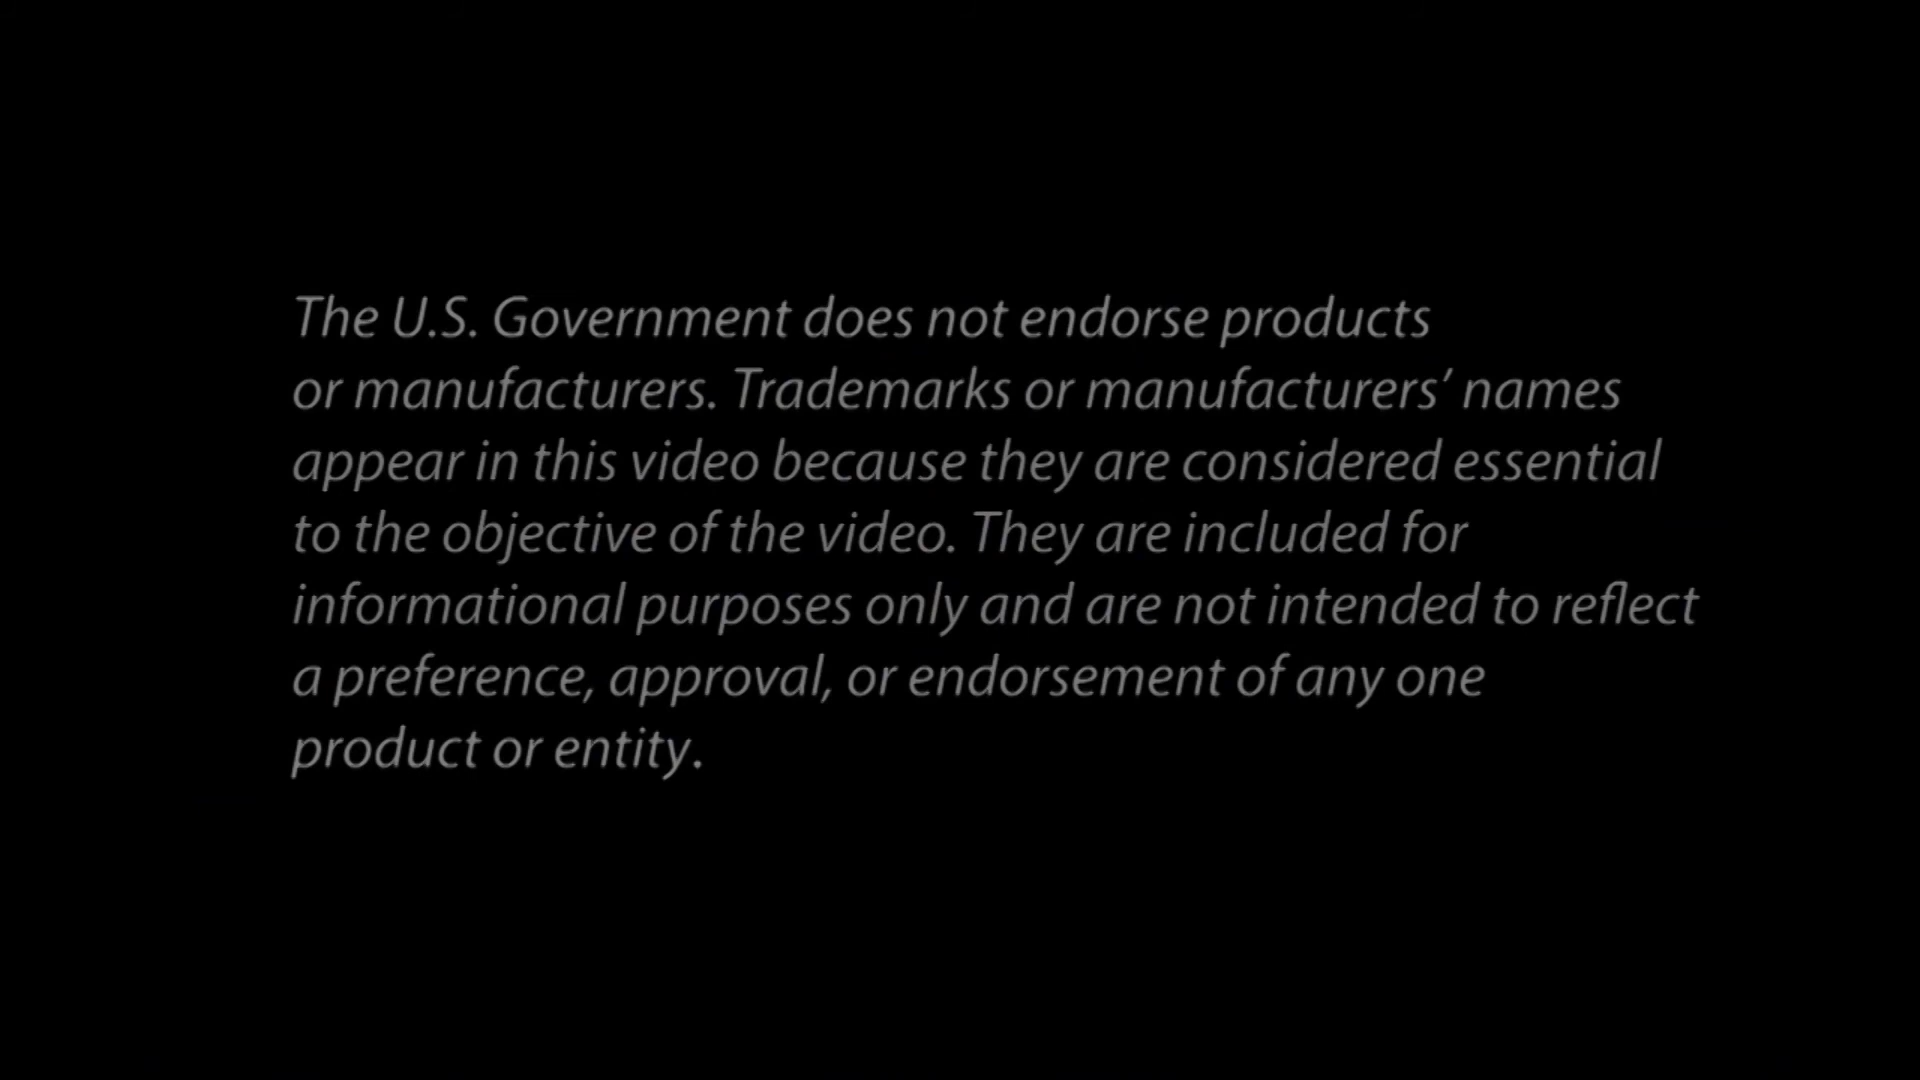 The U.S. Government does not endorse products
or manufacturers. Trademarks or manufacturers’ names
appear in this video because they are considered essential
to the objective of the video. They are included for
informational purposes only and are not intended to reflect
a preference, approval, or endorsement of any one
product or entity.